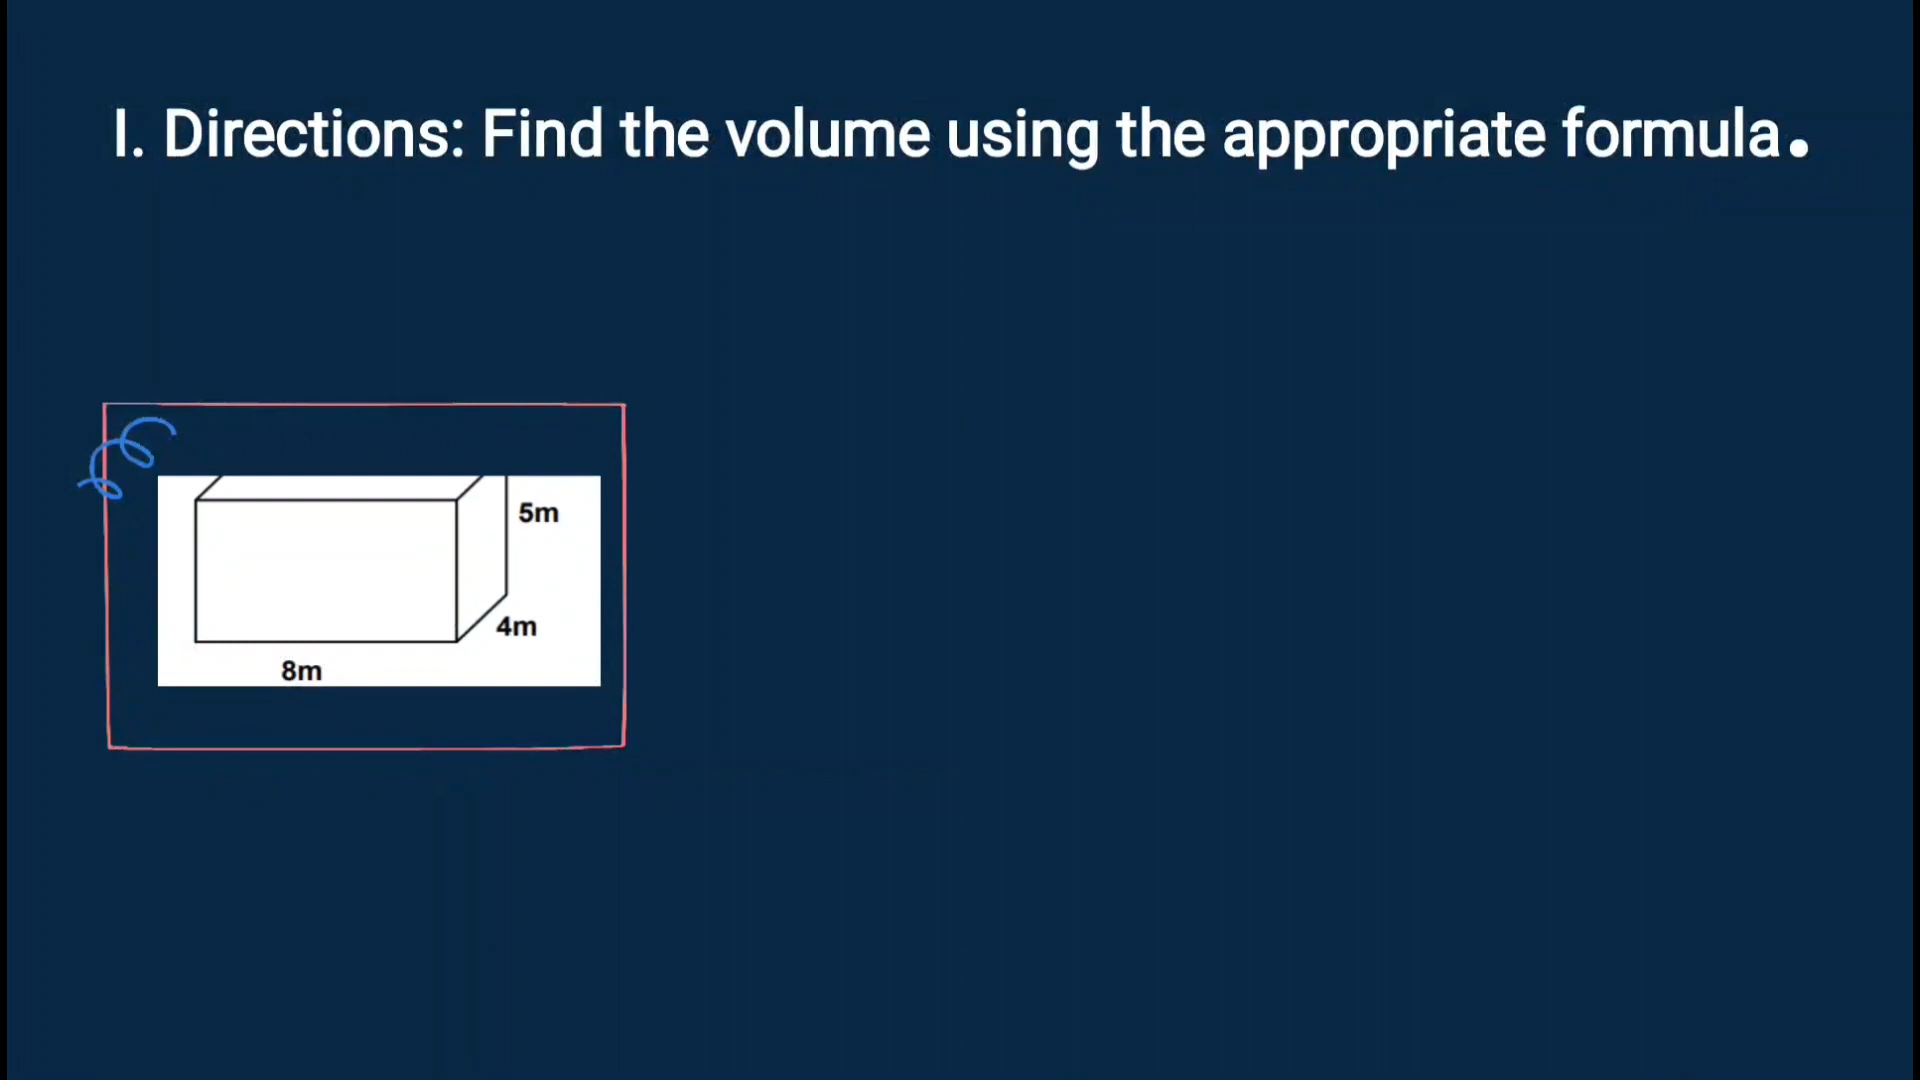 I. Directions: Find the volume using the appropriate formula.
5m
4m
8m